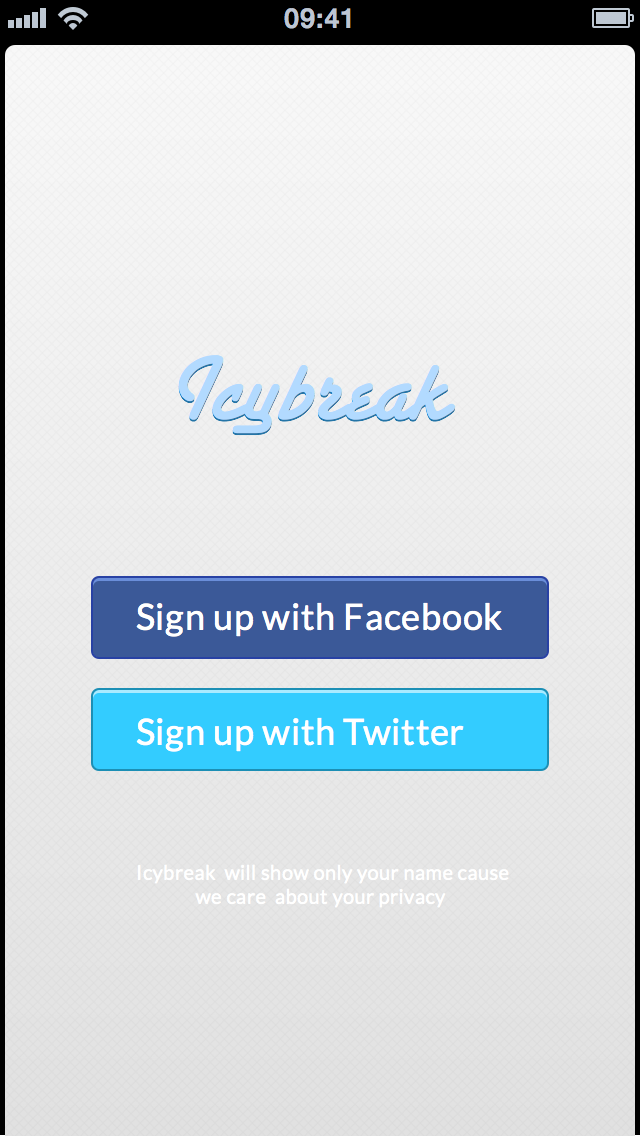 09:41
Icybreak
Sign up with Facebook
Sign up with Twitter
Icybreak  will show only your name cause
we care  about your privacy